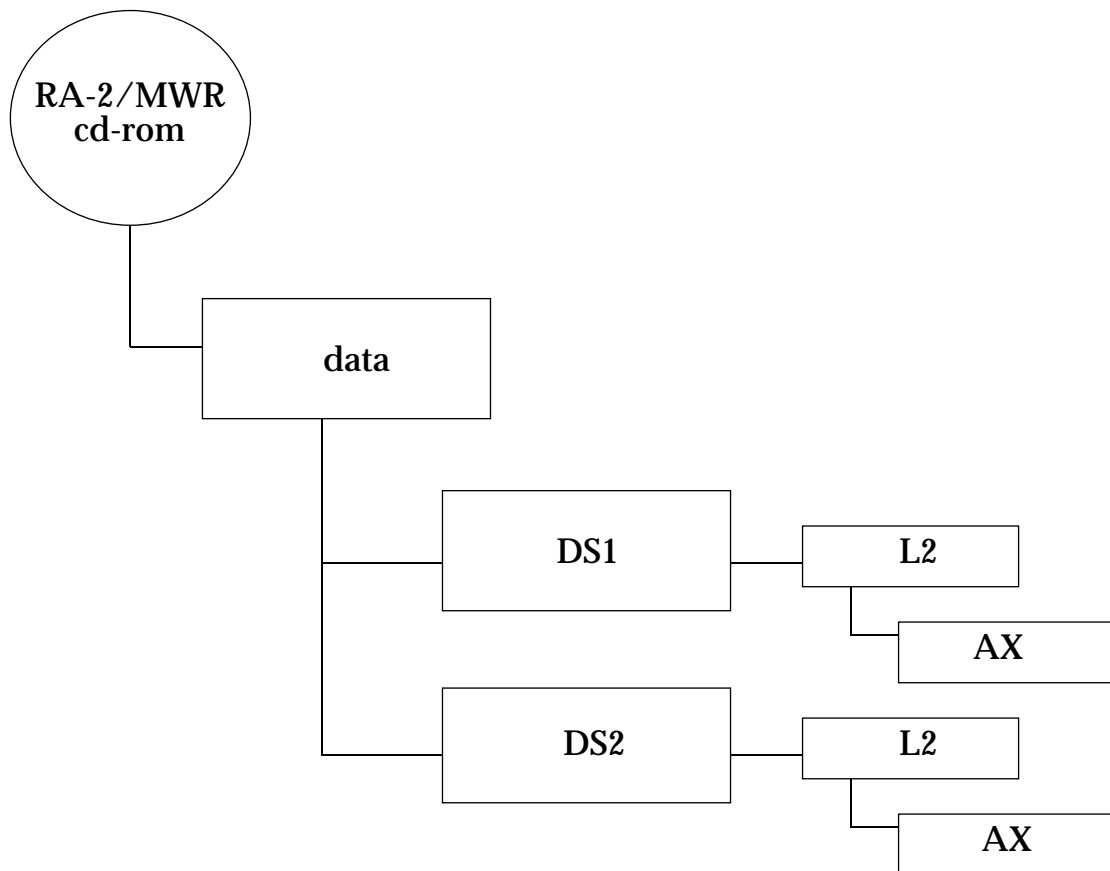 RA-2/MWR
cd-rom
data
DS1
L2
AX
DS2
L2
AX